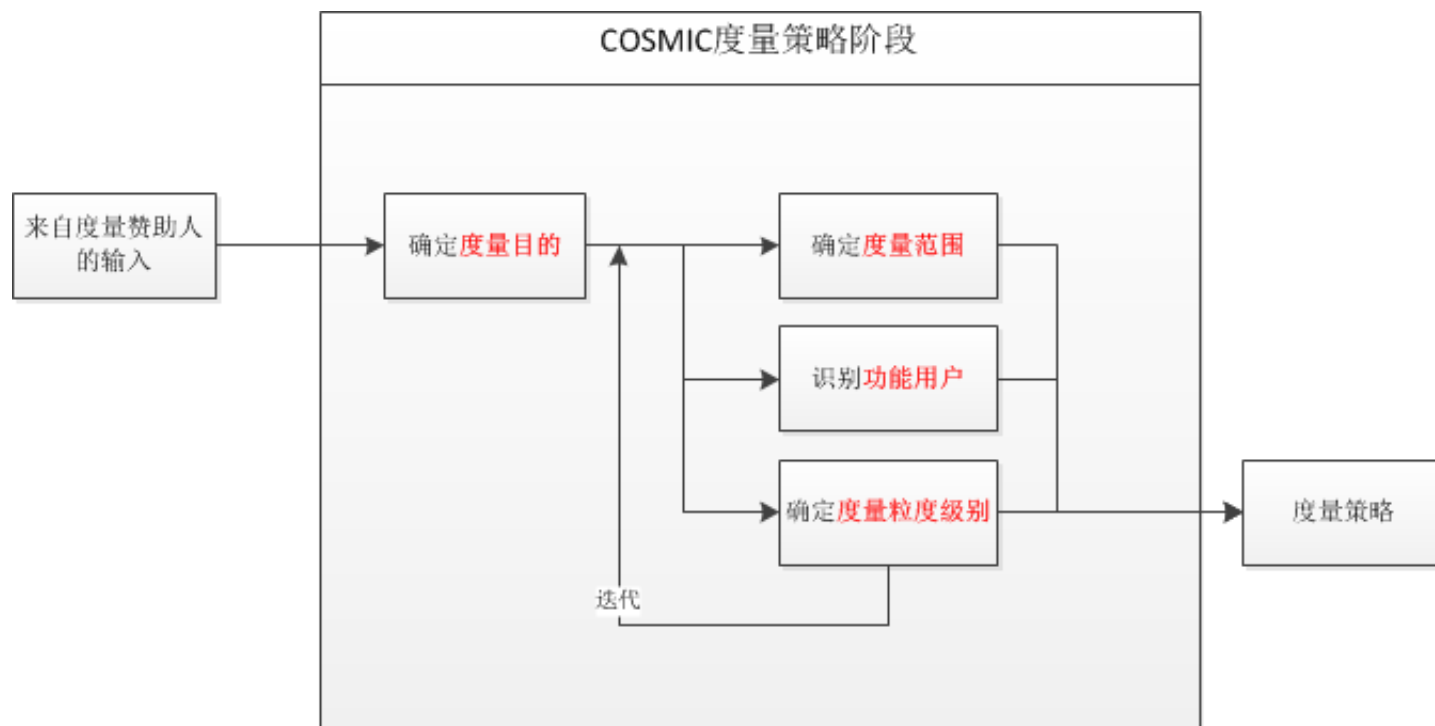 COSMIC度量策略阶段
来自度量赞助人
的输入
确定度量目的
确定度量范围
识别功能用户
确定度量粒度级别
度量策略
迭代